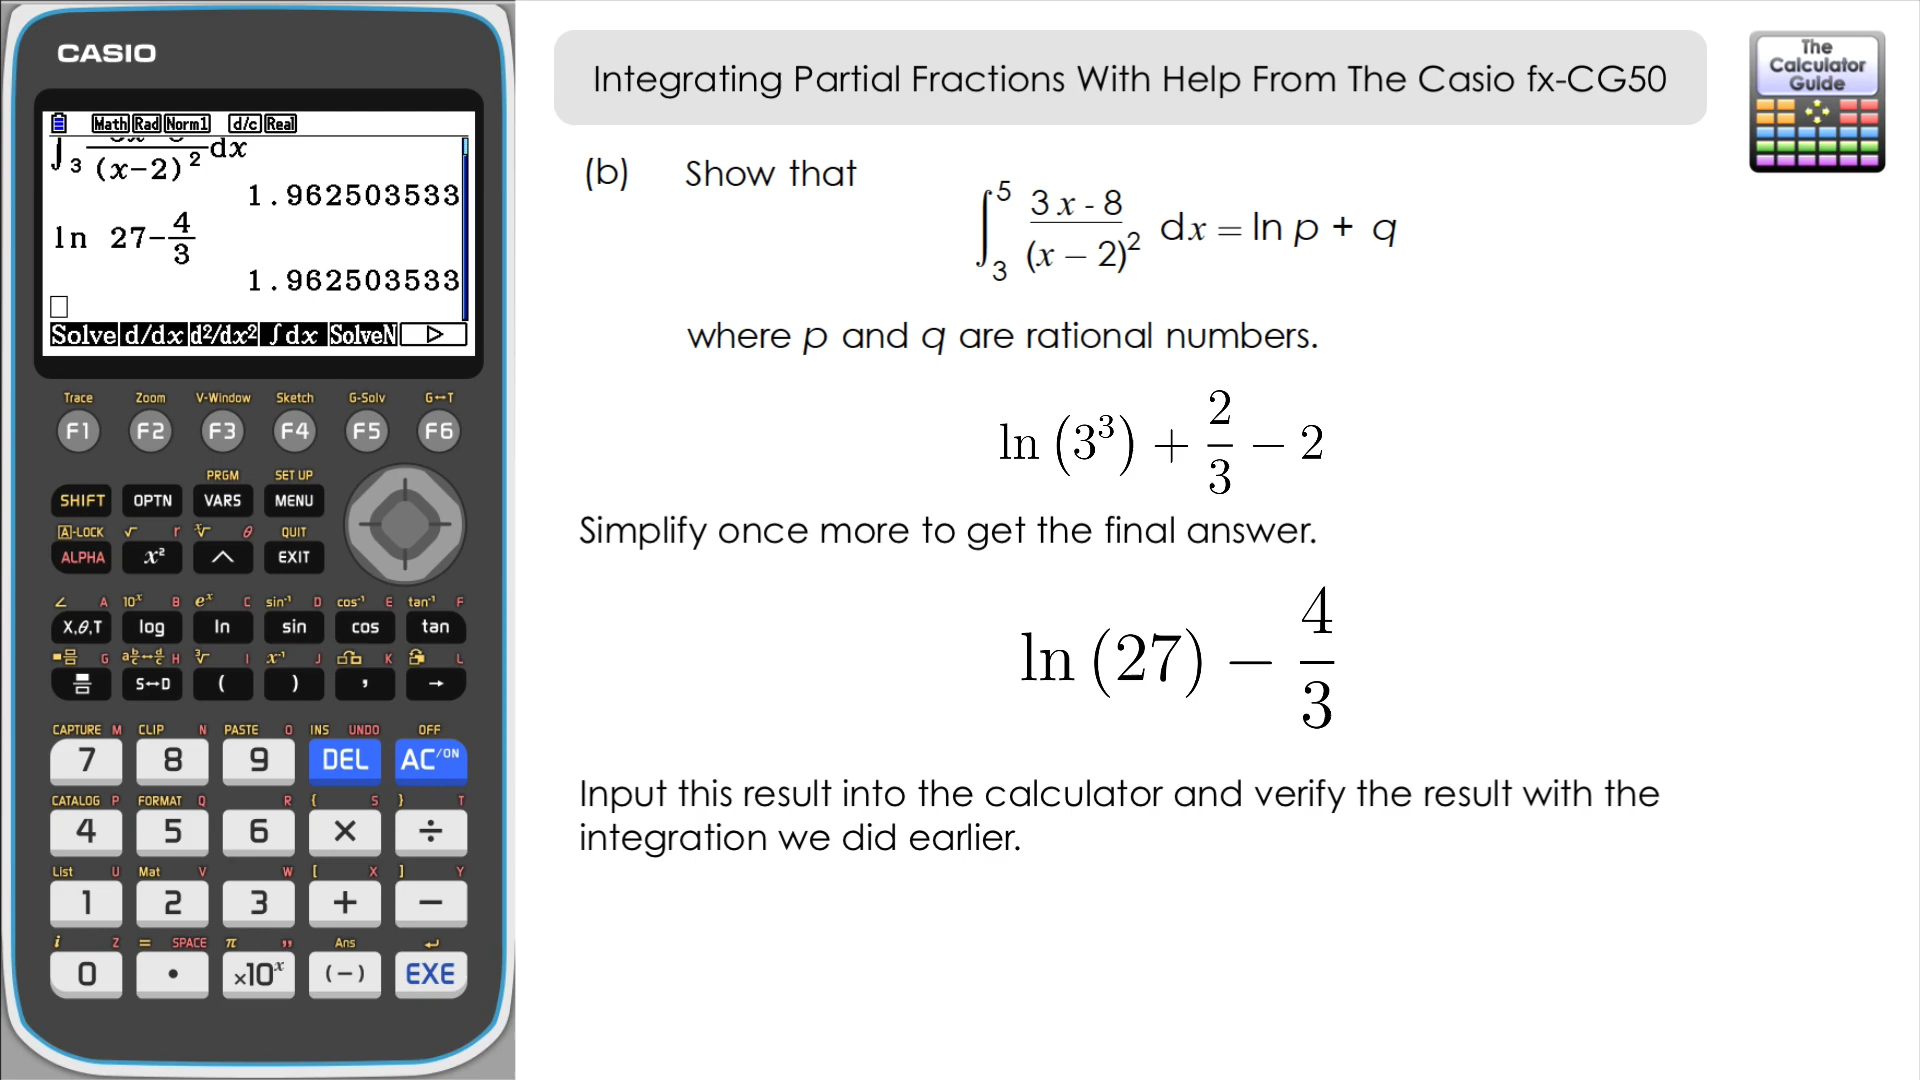 CASIO
Math Rad Norm1 d/c Real
∫3 (x-2)² dx
1.962503533
ln 27-4/3
1.962503533
Solve d/dx d²/dx² ∫dx SolveN ▷
Trace Zoom V-Window Sketch G-Solv G↔T
F1 F2 F3 F4 F5 F6
PRGM SET UP
SHIFT OPTN VARS MENU
A-LOCK √ r ˣ√ θ QUIT
ALPHA x² ^ EXIT
∠ A 10ˣ B eˣ C sin⁻¹ D cos⁻¹ E tan⁻¹ F
X,θ,T log ln sin cos tan
G a b/c↔d/c H ³√ I x⁻¹ J K L
S↔D ( ) , →
CAPTURE M CLIP N PASTE O INS UNDO OFF
7 8 9 DEL AC/ON
CATALOG P FORMAT Q R { S } T
4 5 6 × ÷
List U Mat V W [ X ] Y
1 2 3 + −
i Z = SPACE π " Ans ↵
0 • ×10ˣ (−) EXE
Integrating Partial Fractions With Help From The Casio fx-CG50
The
Calculator
Guide
(b) Show that
∫₃⁵ (3x - 8)/(x – 2)² dx = ln p + q
where p and q are rational numbers.
ln (3³) + 2/3 − 2
Simplify once more to get the final answer.
ln (27) − 4/3
Input this result into the calculator and verify the result with the
integration we did earlier.